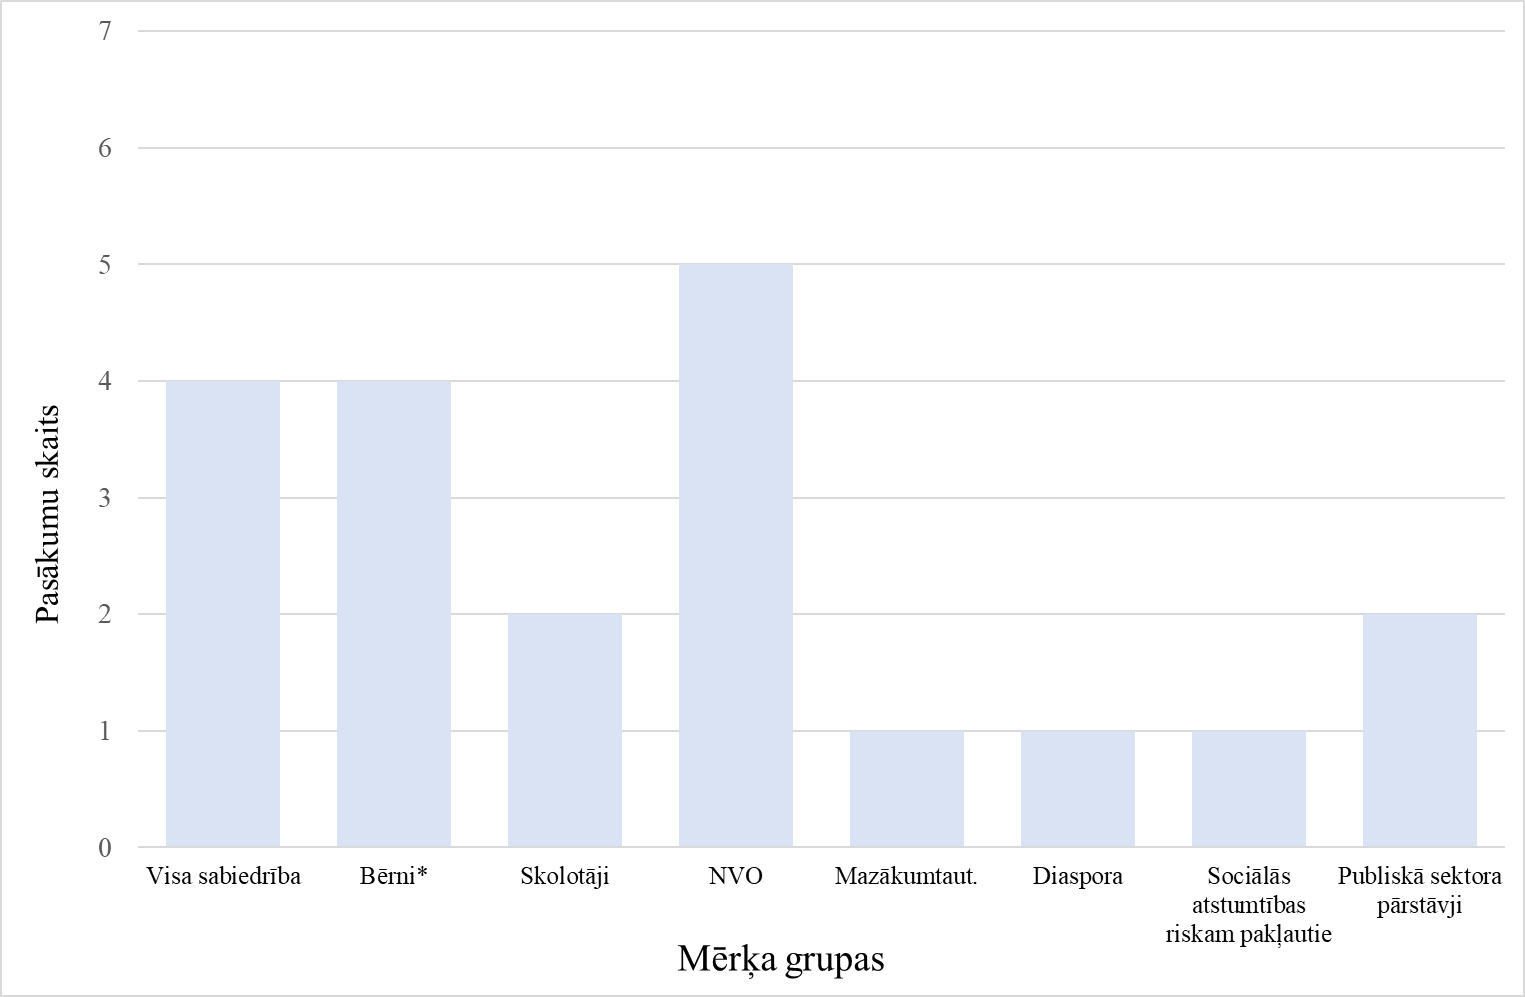 7
6
5
4
3
2
1
0
Pasākumu skaits
Visa sabiedrība
Bērni*
Skolotāji
NVO
Mazākumtaut.
Diaspora
Sociālās
atstumtības
riskam pakļautie
Publiskā sektora
pārstāvji
Mērķa grupas